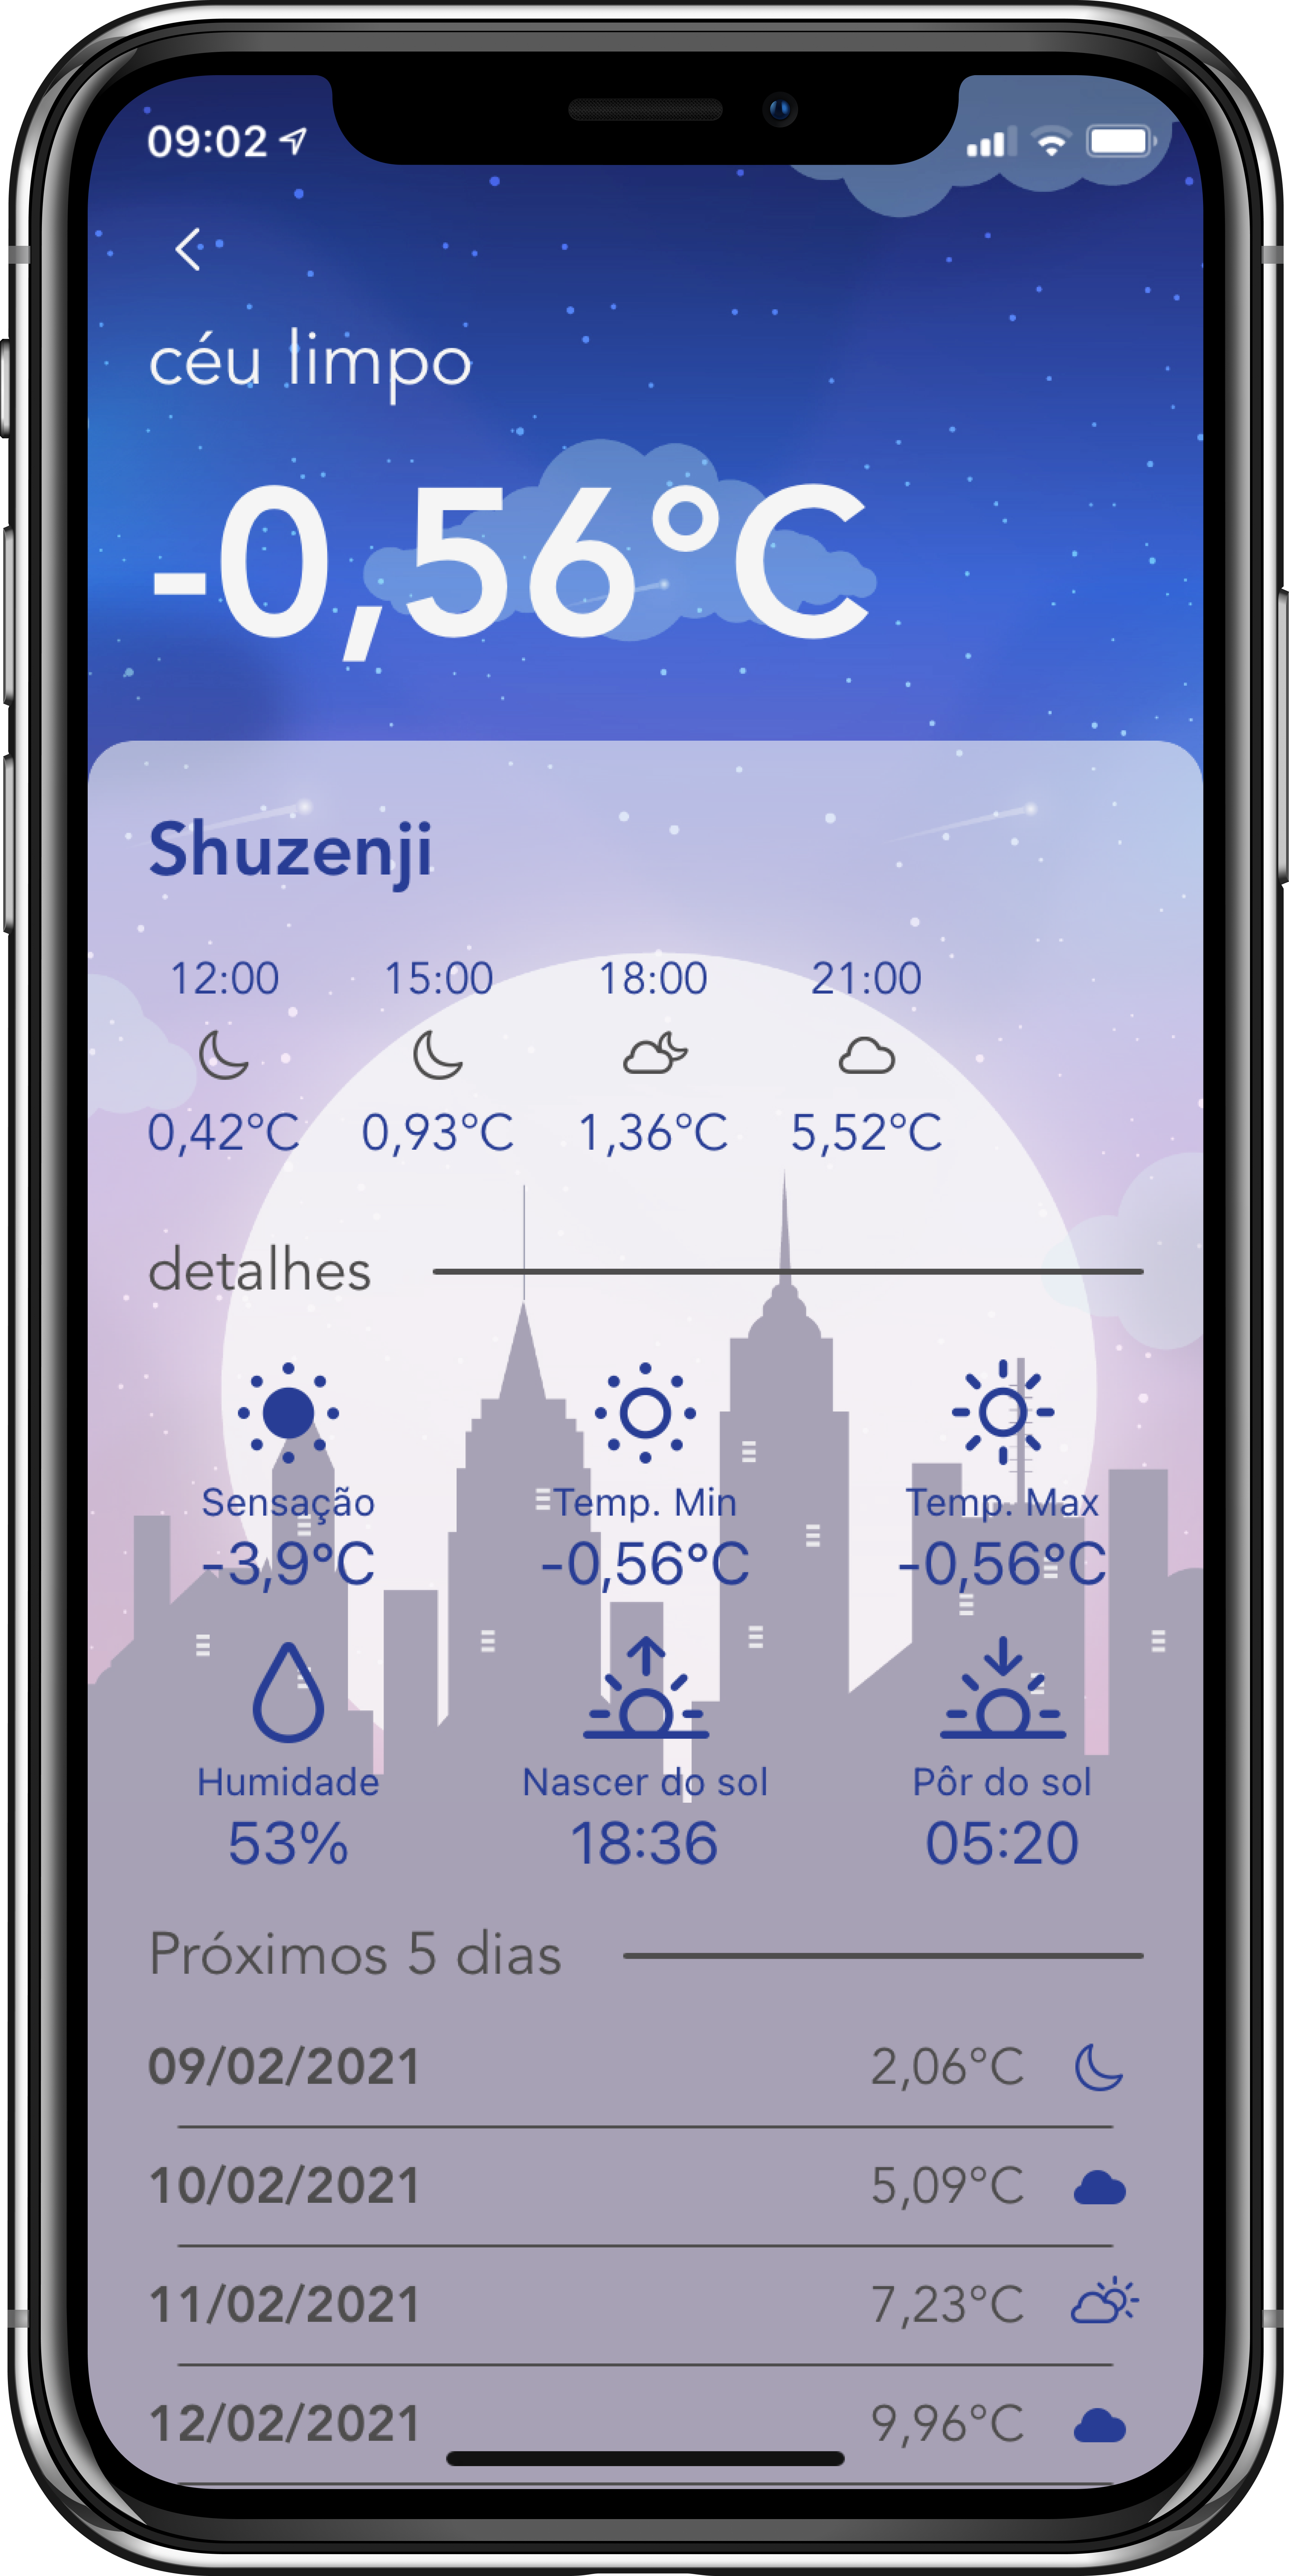 09:02
céu limpo
-0,56°C
Shuzenji
12:00 15:00 18:00 21:00
0,42°C 0,93°C 1,36°C 5,52°C
detalhes
Sensação Temp. Min Temp. Max
-3,9°C -0,56°C -0,56°C
Humidade Nascer do sol Pôr do sol
53% 18:36 05:20
Próximos 5 dias
09/02/2021 2,06°C
10/02/2021 5,09°C
11/02/2021 7,23°C
12/02/2021 9,96°C